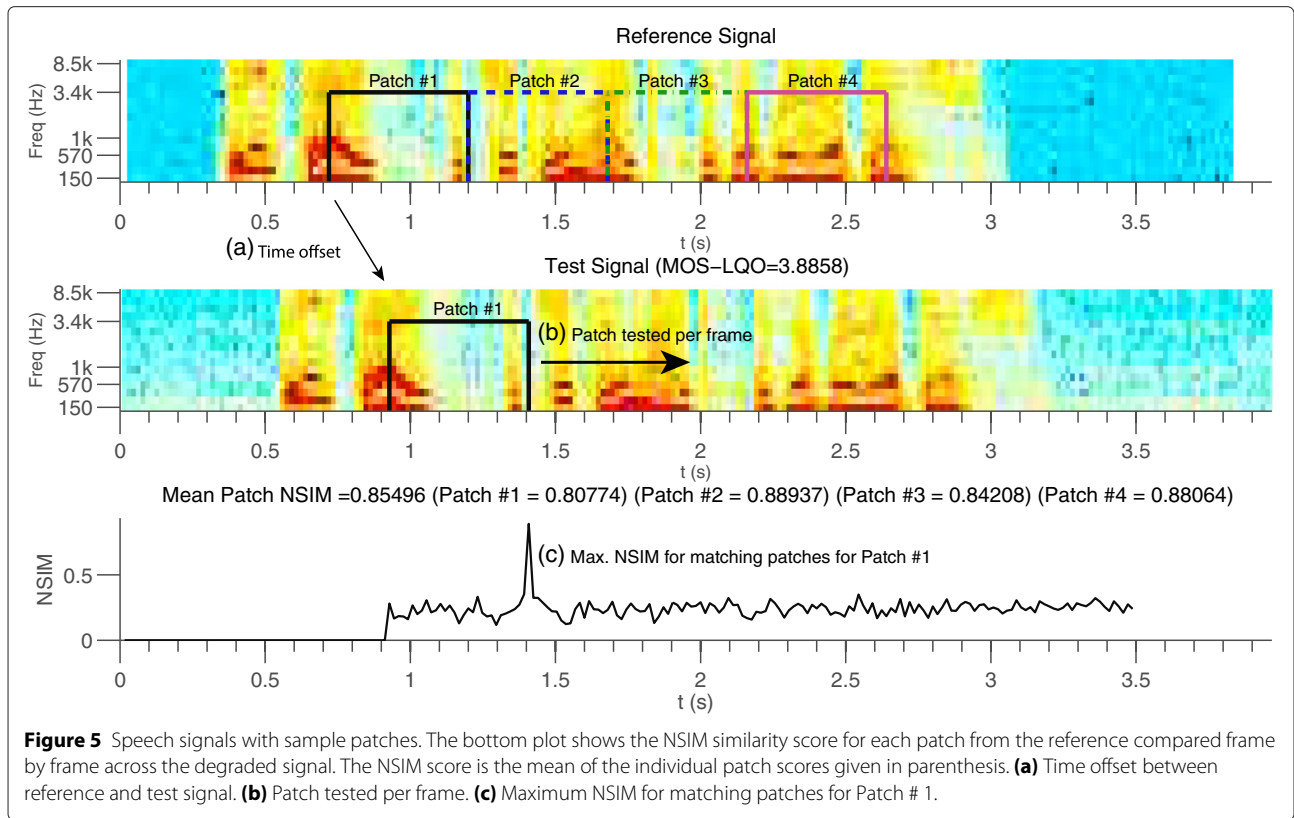 Reference Signal
Freq (Hz)
8.5k
3.4k
1k
570
150
Patch #1 Patch #2 Patch #3 Patch #4
0 0.5 1 1.5 2 2.5 3 3.5
t (s)
(a) Time offset
Test Signal (MOS−LQO=3.8858)
Freq (Hz)
8.5k
3.4k
1k
570
150
Patch #1
(b) Patch tested per frame
0 0.5 1 1.5 2 2.5 3 3.5
t (s)
Mean Patch NSIM =0.85496 (Patch #1 = 0.80774) (Patch #2 = 0.88937) (Patch #3 = 0.84208) (Patch #4 = 0.88064)
NSIM
0.5
0
(c) Max. NSIM for matching patches for Patch #1
0 0.5 1 1.5 2 2.5 3 3.5
t (s)
Figure 5 Speech signals with sample patches. The bottom plot shows the NSIM similarity score for each patch from the reference compared frame
by frame across the degraded signal. The NSIM score is the mean of the individual patch scores given in parenthesis. (a) Time offset between
reference and test signal. (b) Patch tested per frame. (c) Maximum NSIM for matching patches for Patch # 1.